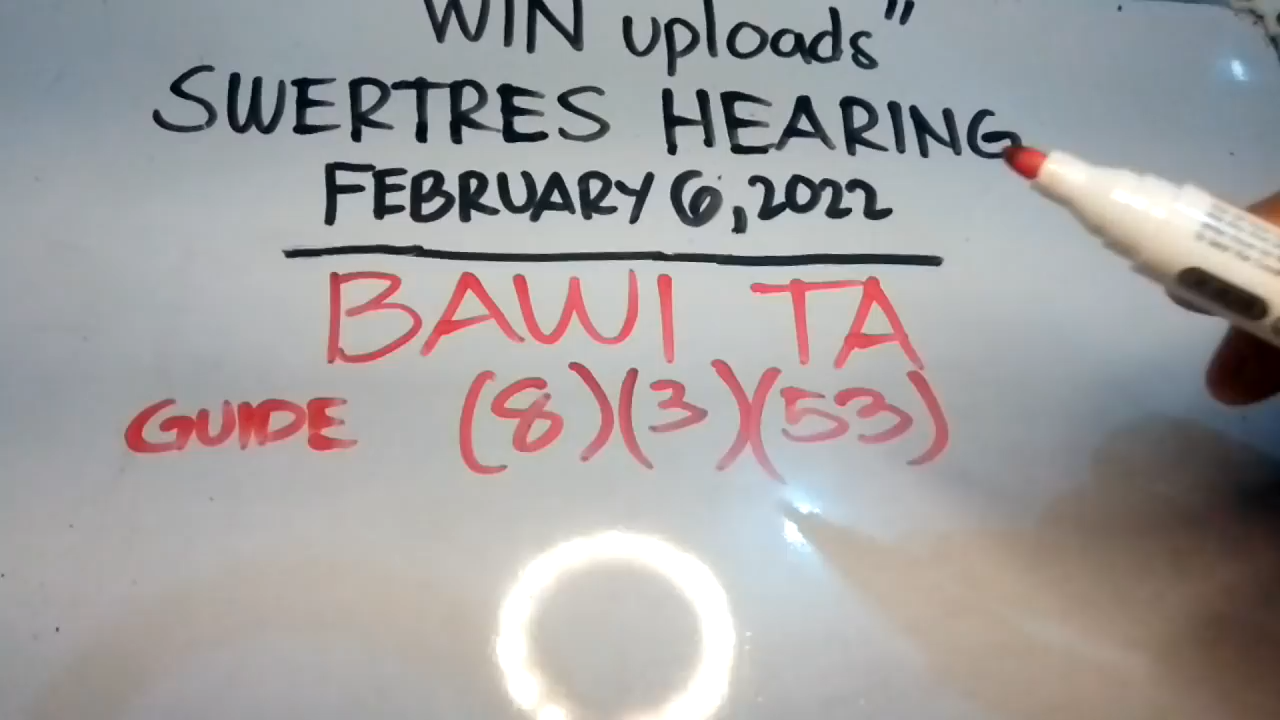 WIN uploads"
SWERTRES HEARING
FEBRUARY 6, 2022
BAWI TA
GUIDE (8)(3)(53)